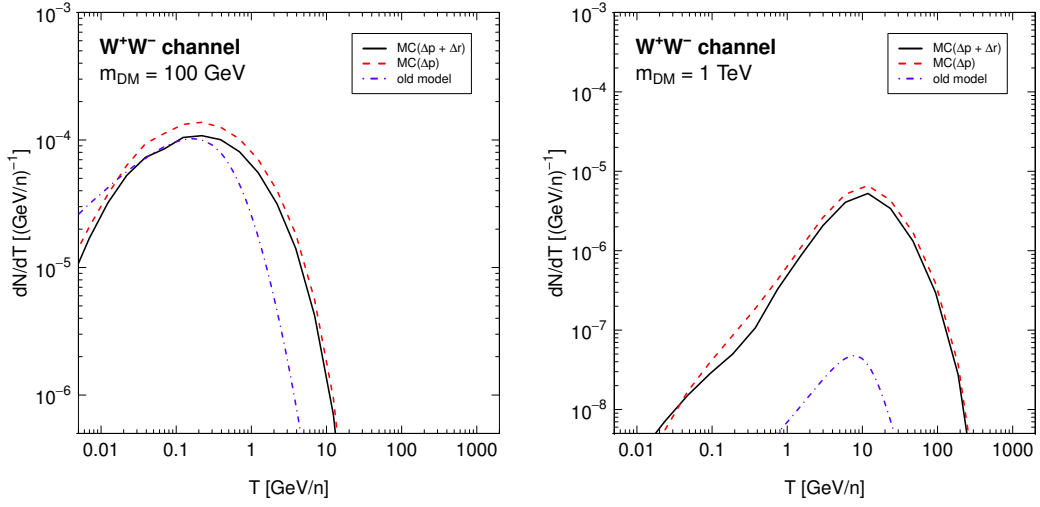 W⁺W⁻ channel
m_DM = 100 GeV
MC(Δp + Δr)
MC(Δp)
old model
dN/dT [(GeV/n)⁻¹]
10⁻³
10⁻⁴
10⁻⁵
10⁻⁶
0.01 0.1 1 10 100 1000
T [GeV/n]
W⁺W⁻ channel
m_DM = 1 TeV
MC(Δp + Δr)
MC(Δp)
old model
dN/dT [(GeV/n)⁻¹]
10⁻³
10⁻⁴
10⁻⁵
10⁻⁶
10⁻⁷
10⁻⁸
0.01 0.1 1 10 100 1000
T [GeV/n]